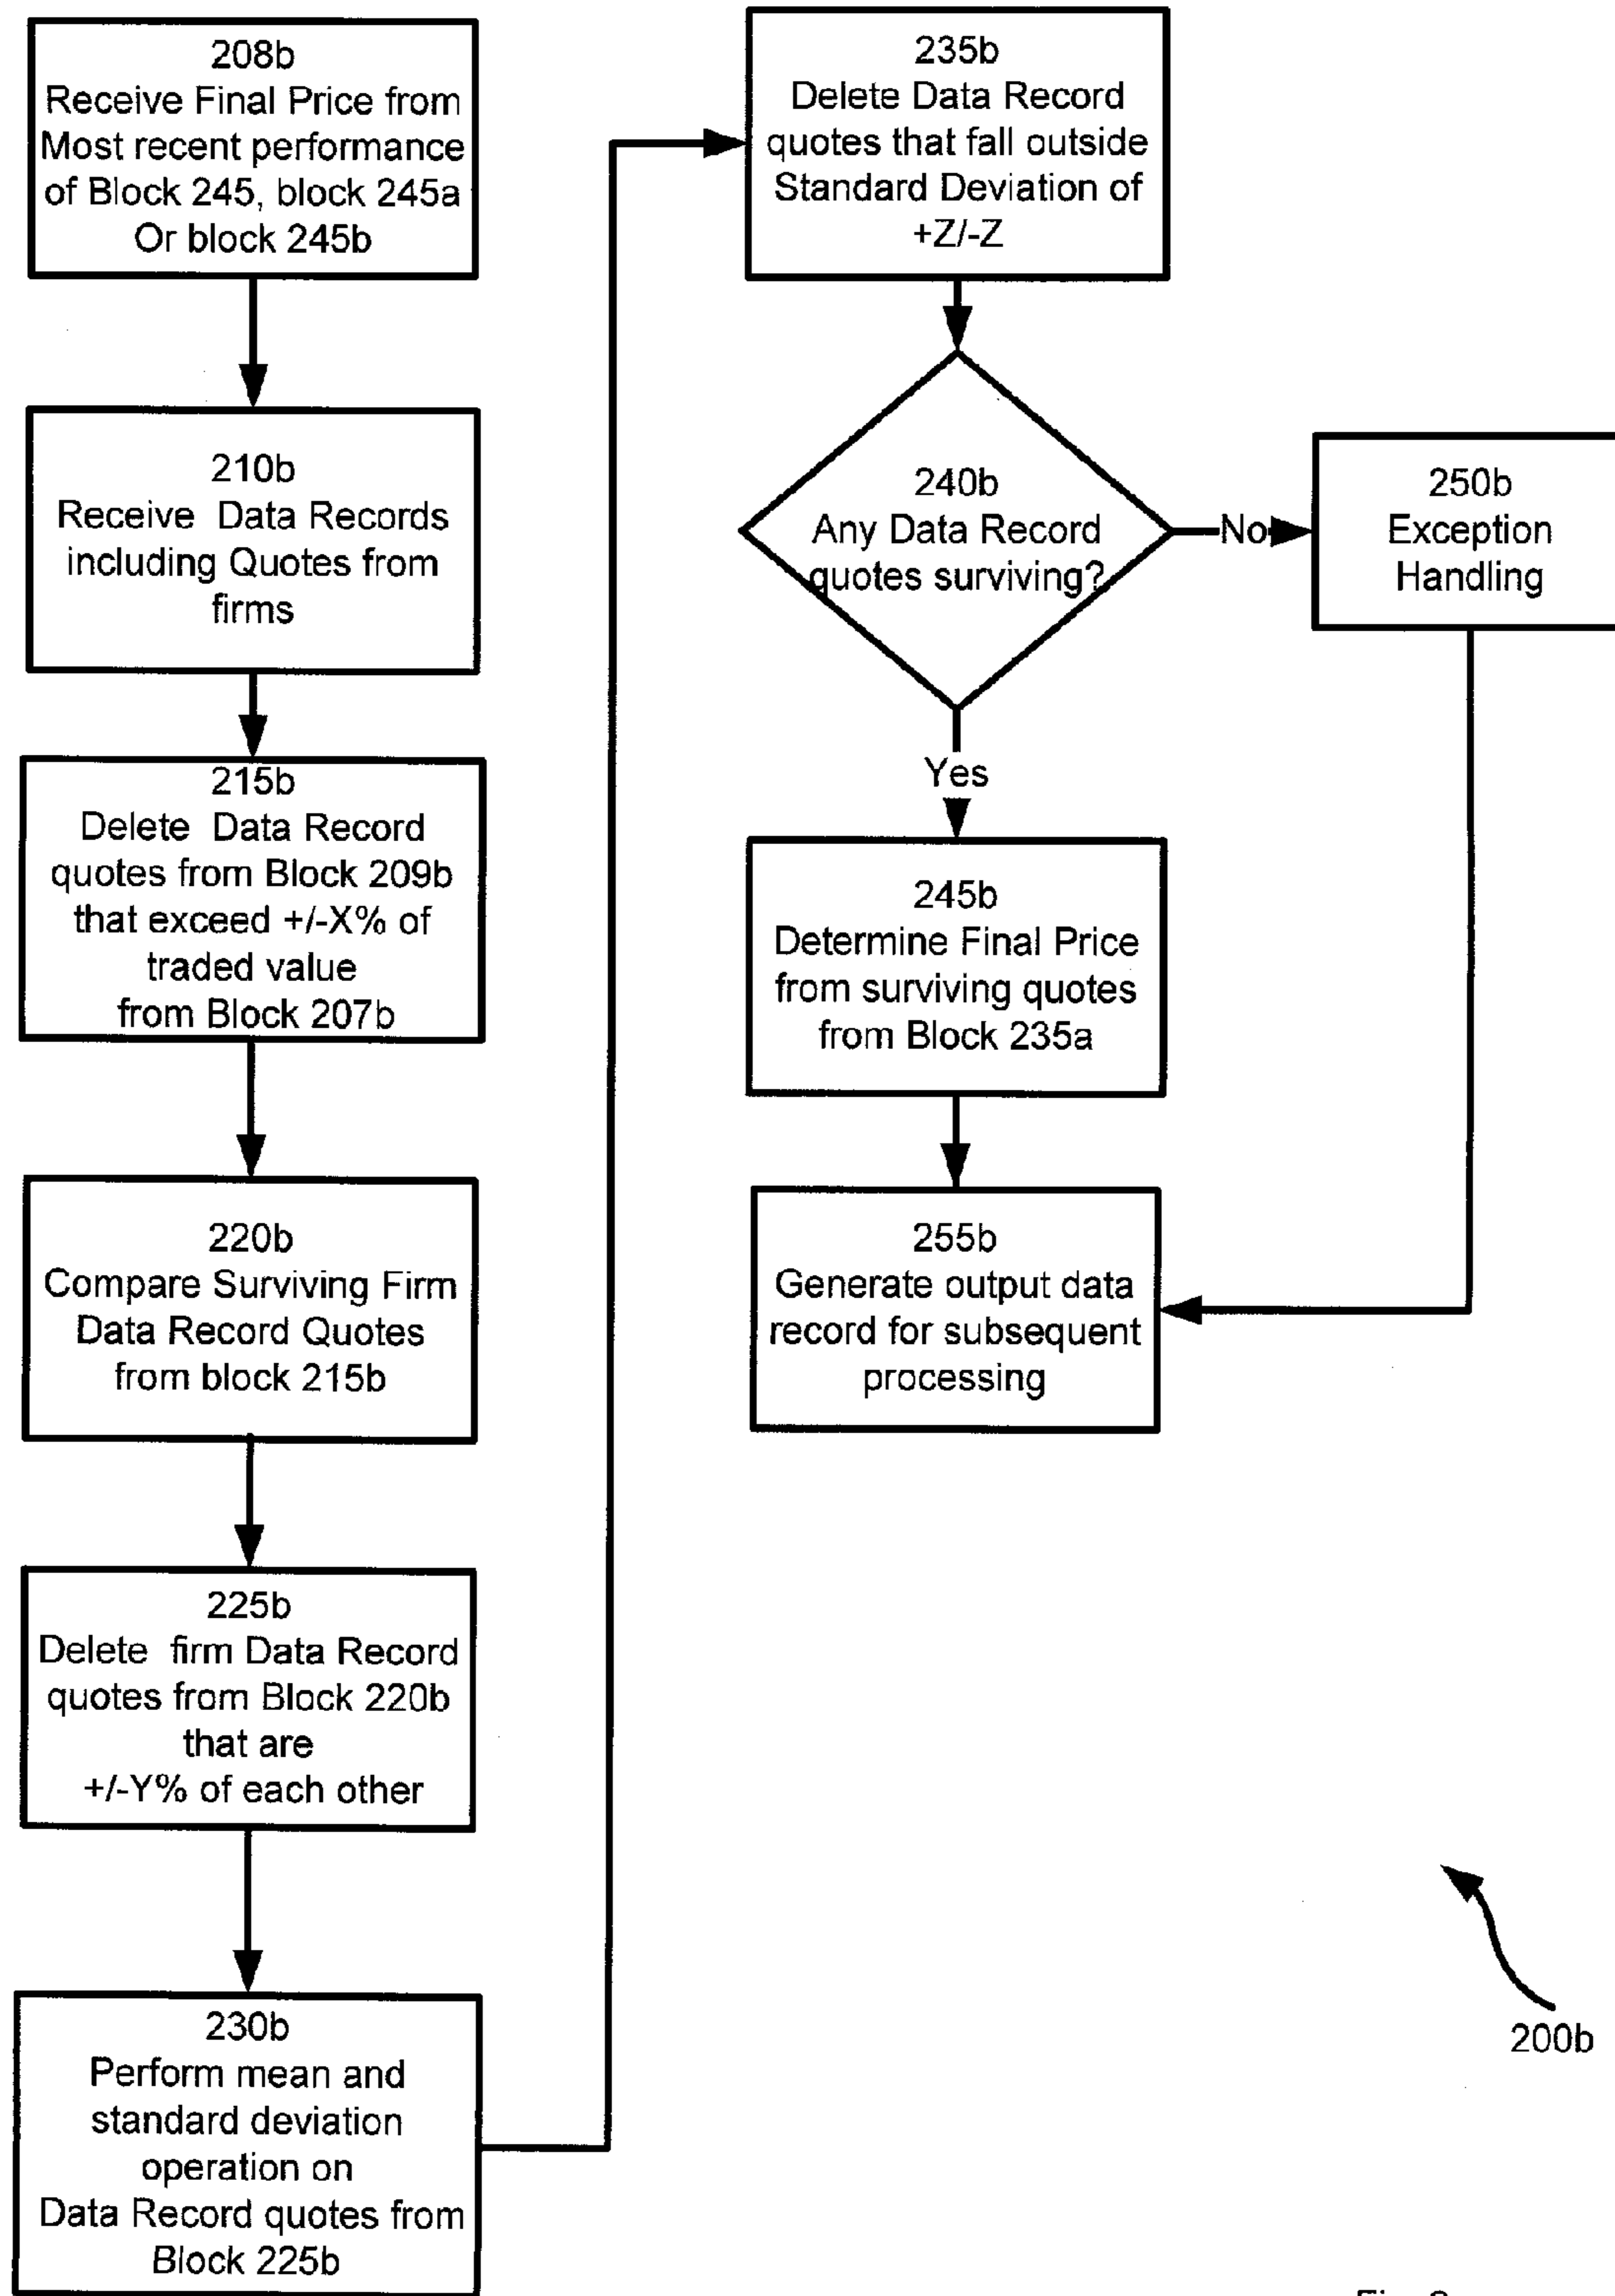 208b
Receive Final Price from
Most recent performance
of Block 245, block 245a
Or block 245b
210b
Receive Data Records
including Quotes from
firms
215b
Delete Data Record
quotes from Block 209b
that exceed +/-X% of
traded value
from Block 207b
220b
Compare Surviving Firm
Data Record Quotes
from block 215b
225b
Delete firm Data Record
quotes from Block 220b
that are
+/-Y% of each other
230b
Perform mean and
standard deviation
operation on
Data Record quotes from
Block 225b
235b
Delete Data Record
quotes that fall outside
Standard Deviation of
+Z/-Z
240b
Any Data Record
quotes surviving?
No
250b
Exception
Handling
Yes
245b
Determine Final Price
from surviving quotes
from Block 235a
255b
Generate output data
record for subsequent
processing
200b